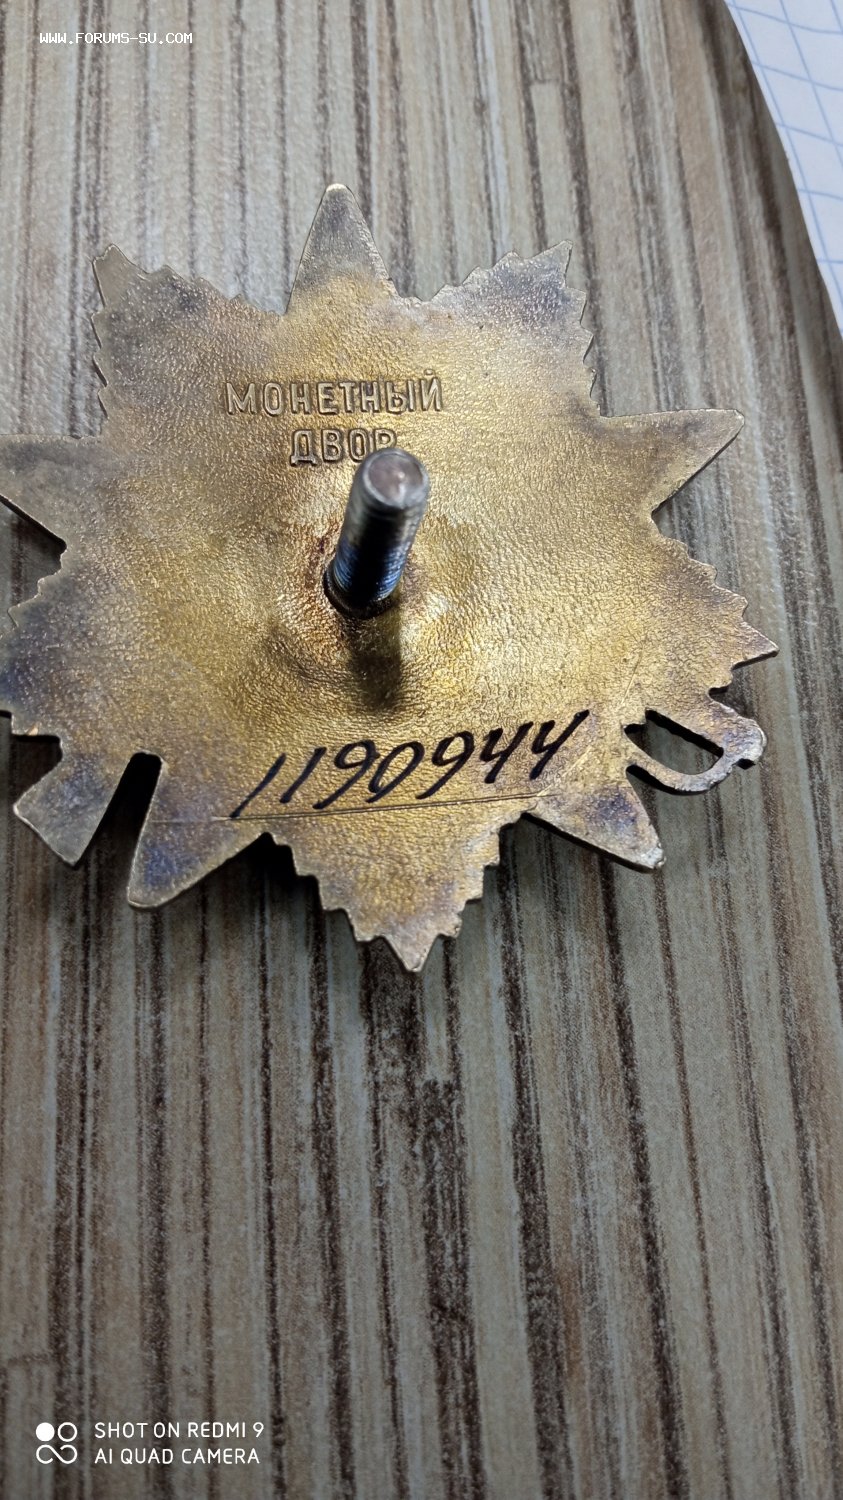 WWW.FORUMS-SU.COM
МОНЕТНЫЙ
ДВОР
1190944
SHOT ON REDMI 9
AI QUAD CAMERA